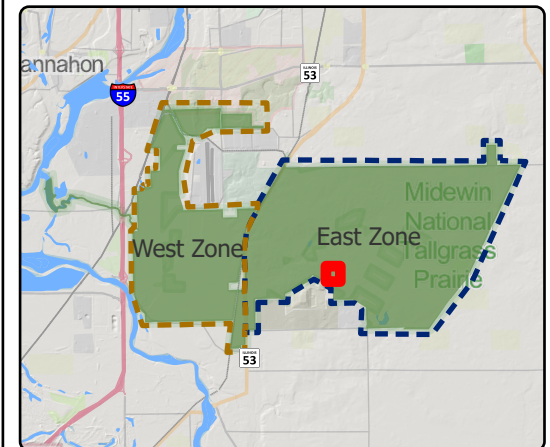 annahon
ILLINOIS
53
INTERSTATE
55
Midewin
National
Tallgrass
Prairie
West Zone
East Zone
ILLINOIS
53